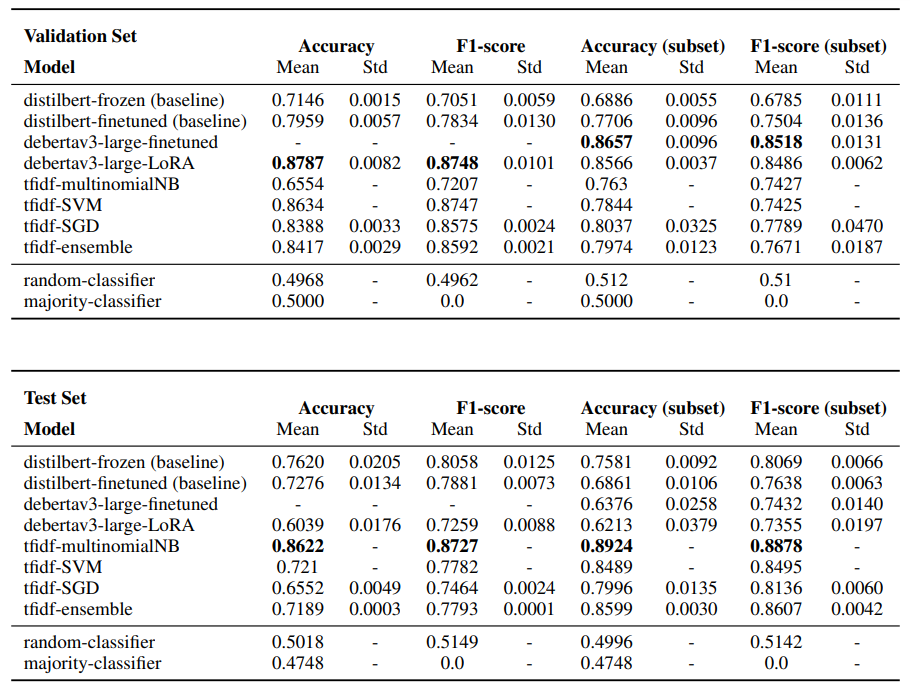 Validation Set
Accuracy F1-score Accuracy (subset) F1-score (subset)
Model Mean Std Mean Std Mean Std Mean Std
distilbert-frozen (baseline) 0.7146 0.0015 0.7051 0.0059 0.6886 0.0055 0.6785 0.0111
distilbert-finetuned (baseline) 0.7959 0.0057 0.7834 0.0130 0.7706 0.0096 0.7504 0.0136
debertav3-large-finetuned - - - - 0.8657 0.0096 0.8518 0.0131
debertav3-large-LoRA 0.8787 0.0082 0.8748 0.0101 0.8566 0.0037 0.8486 0.0062
tfidf-multinomialNB 0.6554 - 0.7207 - 0.763 - 0.7427 -
tfidf-SVM 0.8634 - 0.8747 - 0.7844 - 0.7425 -
tfidf-SGD 0.8388 0.0033 0.8575 0.0024 0.8037 0.0325 0.7789 0.0470
tfidf-ensemble 0.8417 0.0029 0.8592 0.0021 0.7974 0.0123 0.7671 0.0187
random-classifier 0.4968 - 0.4962 - 0.512 - 0.51 -
majority-classifier 0.5000 - 0.0 - 0.5000 - 0.0 -
Test Set
Accuracy F1-score Accuracy (subset) F1-score (subset)
Model Mean Std Mean Std Mean Std Mean Std
distilbert-frozen (baseline) 0.7620 0.0205 0.8058 0.0125 0.7581 0.0092 0.8069 0.0066
distilbert-finetuned (baseline) 0.7276 0.0134 0.7881 0.0073 0.6861 0.0106 0.7638 0.0063
debertav3-large-finetuned - - - - 0.6376 0.0258 0.7432 0.0140
debertav3-large-LoRA 0.6039 0.0176 0.7259 0.0088 0.6213 0.0379 0.7355 0.0197
tfidf-multinomialNB 0.8622 - 0.8727 - 0.8924 - 0.8878 -
tfidf-SVM 0.721 - 0.7782 - 0.8489 - 0.8495 -
tfidf-SGD 0.6552 0.0049 0.7464 0.0024 0.7996 0.0135 0.8136 0.0060
tfidf-ensemble 0.7189 0.0003 0.7793 0.0001 0.8599 0.0030 0.8607 0.0042
random-classifier 0.5018 - 0.5149 - 0.4996 - 0.5142 -
majority-classifier 0.4748 - 0.0 - 0.4748 - 0.0 -